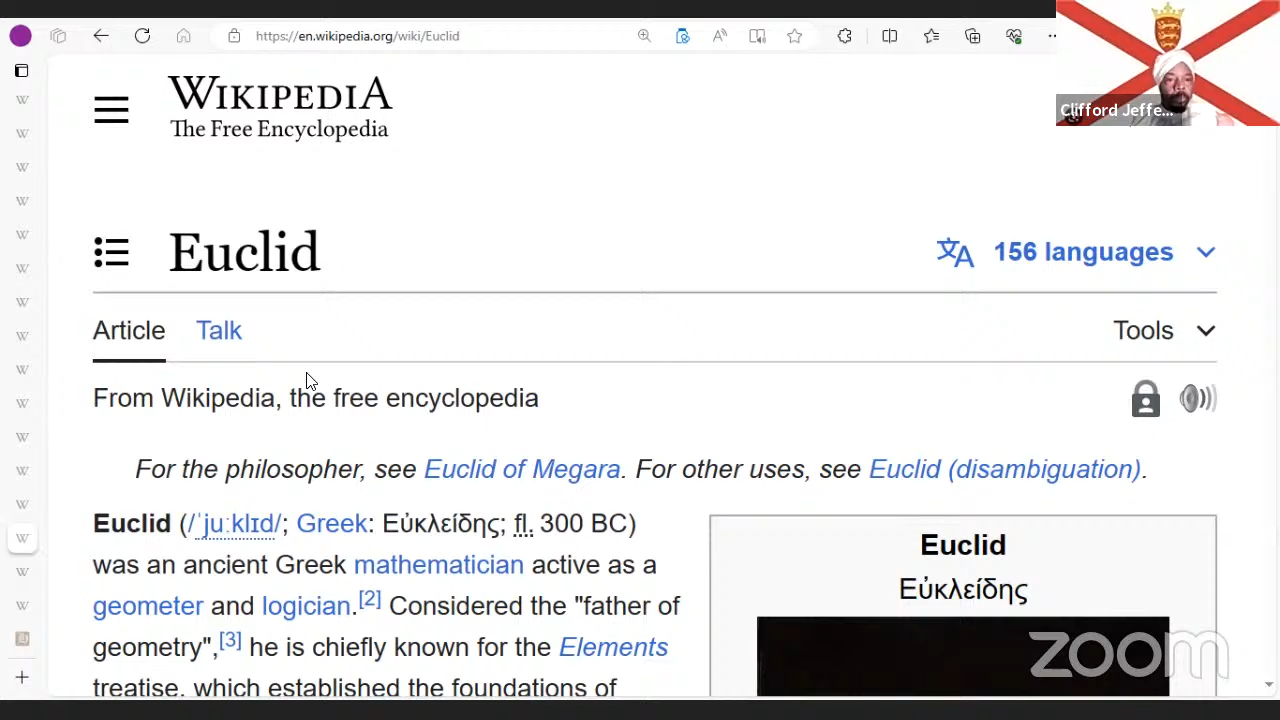 https://en.wikipedia.org/wiki/Euclid
Clifford Jeffe...
WIKIPEDIA
The Free Encyclopedia
Euclid
156 languages
Article Talk
Tools
From Wikipedia, the free encyclopedia
For the philosopher, see Euclid of Megara. For other uses, see Euclid (disambiguation).
Euclid (/ˈjuːklɪd/; Greek: Εὐκλείδης; fl. 300 BC)
was an ancient Greek mathematician active as a
geometer and logician.[2] Considered the "father of
geometry",[3] he is chiefly known for the Elements
treatise, which established the foundations of
Euclid
Εὐκλείδης
zoom